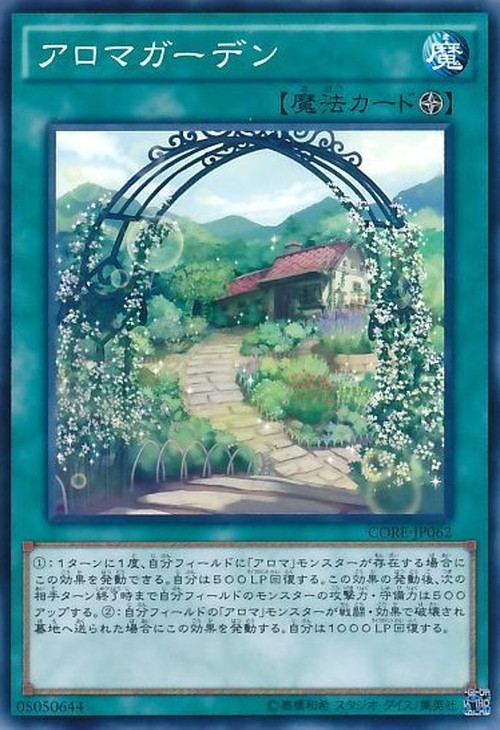 アロマガーデン
魔
【魔法カード】
CORE-JP062
①:1ターンに1度、自分フィールドに「アロマ」モンスターが存在する場合に
この効果を発動できる。自分は500LP回復する。この効果の発動後、次の
相手ターン終了時まで自分フィールドのモンスターの攻撃力・守備力は500
アップする。②:自分フィールドの「アロマ」モンスターが戦闘・効果で破壊され
墓地へ送られた場合にこの効果を発動する。自分は1000LP回復する。
08050644
©高橋和希 スタジオ・ダイス/集英社